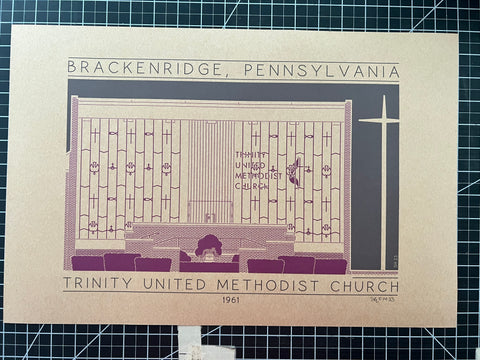 BRACKENRIDGE, PENNSYLVANIA
TRINITY
UNITED
METHODIST
CHURCH
TRINITY UNITED METHODIST CHURCH
1961